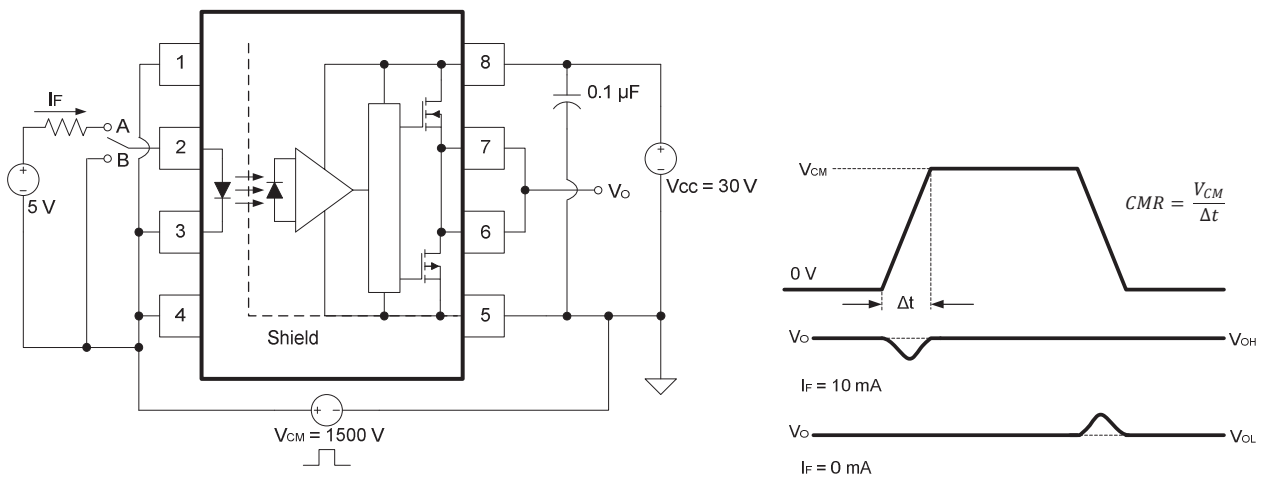 1
8
IF
0.1 µF
A
2
7
B
VCC = 30 V
VO
5 V
3
6
4
5
Shield
VCM = 1500 V
VCM
CMR = VCM / Δt
0 V
Δt
VO
VOH
IF = 10 mA
VO
VOL
IF = 0 mA